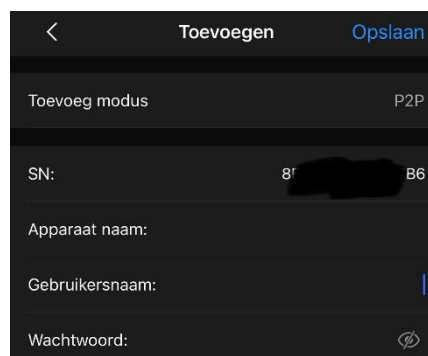 Toevoegen Opslaan
Toevoeg modus P2P
SN: B6
Apparaat naam:
Gebruikersnaam:
Wachtwoord: